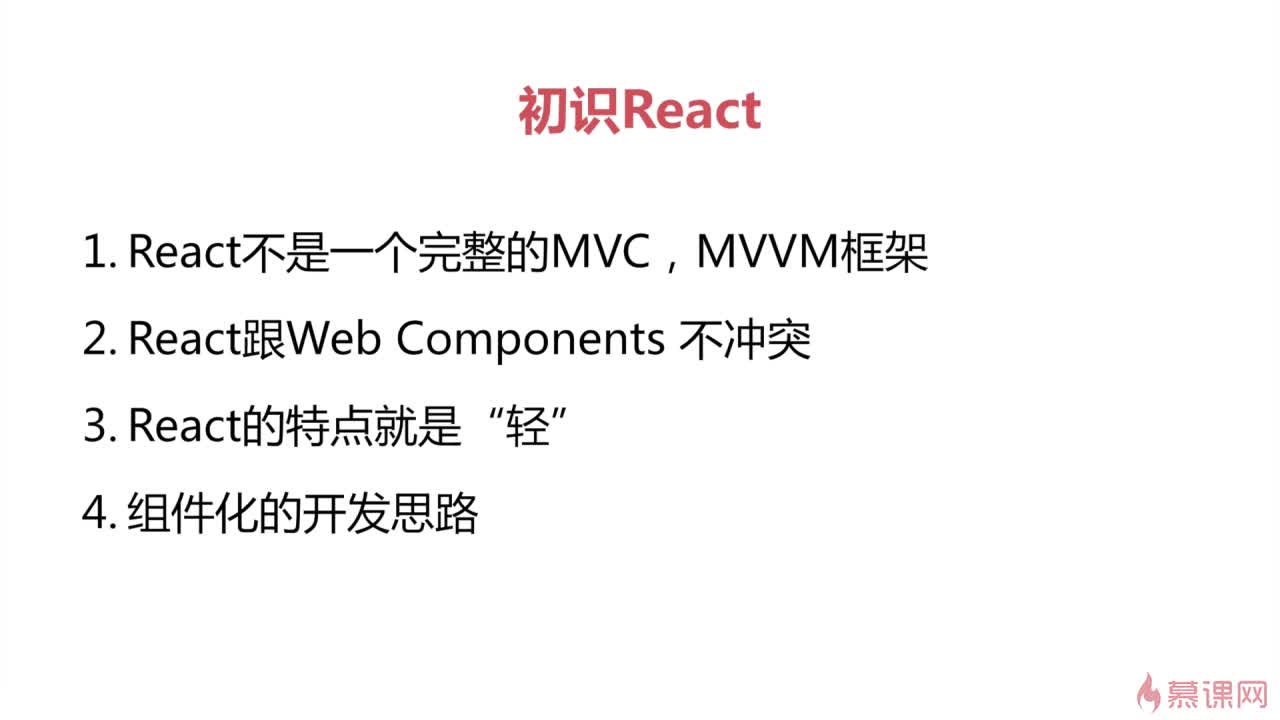 初识React
1. React不是一个完整的MVC，MVVM框架
2. React跟Web Components 不冲突
3. React的特点就是“轻”
4. 组件化的开发思路
慕课网